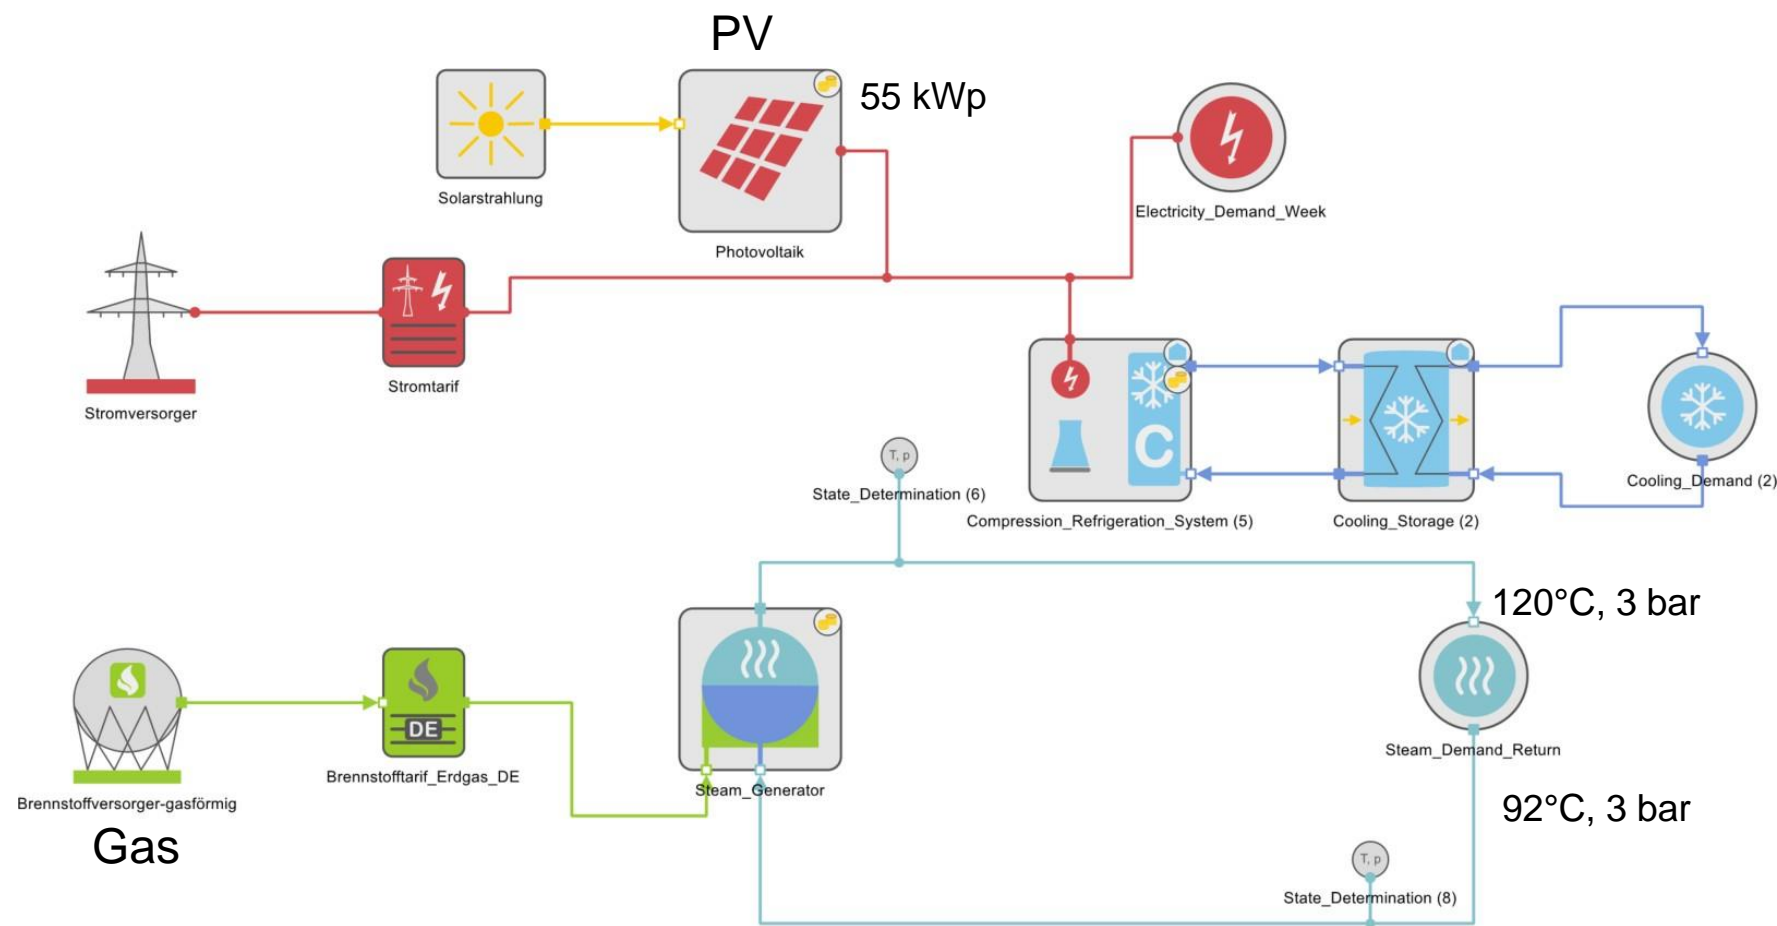 PV
55 kWp
Solarstrahlung
Photovoltaik
Electricity_Demand_Week
Stromversorger
Stromtarif
C
Compression_Refrigeration_System (5)
Cooling_Storage (2)
Cooling_Demand (2)
T, p
State_Determination (6)
120°C, 3 bar
DE
Brennstoffversorger-gasförmig
Brennstofftarif_Erdgas_DE
Steam_Generator
Steam_Demand_Return
Gas
92°C, 3 bar
T, p
State_Determination (8)